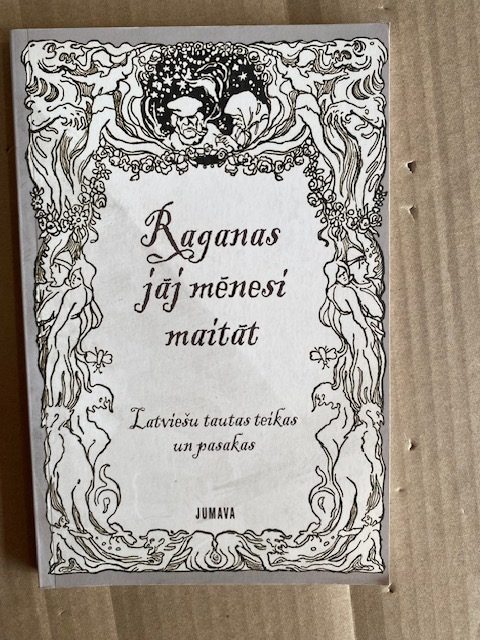 Raganas
jāj mēnesi
maitāt
Latviešu tautas teikas
un pasakas
JUMAVA